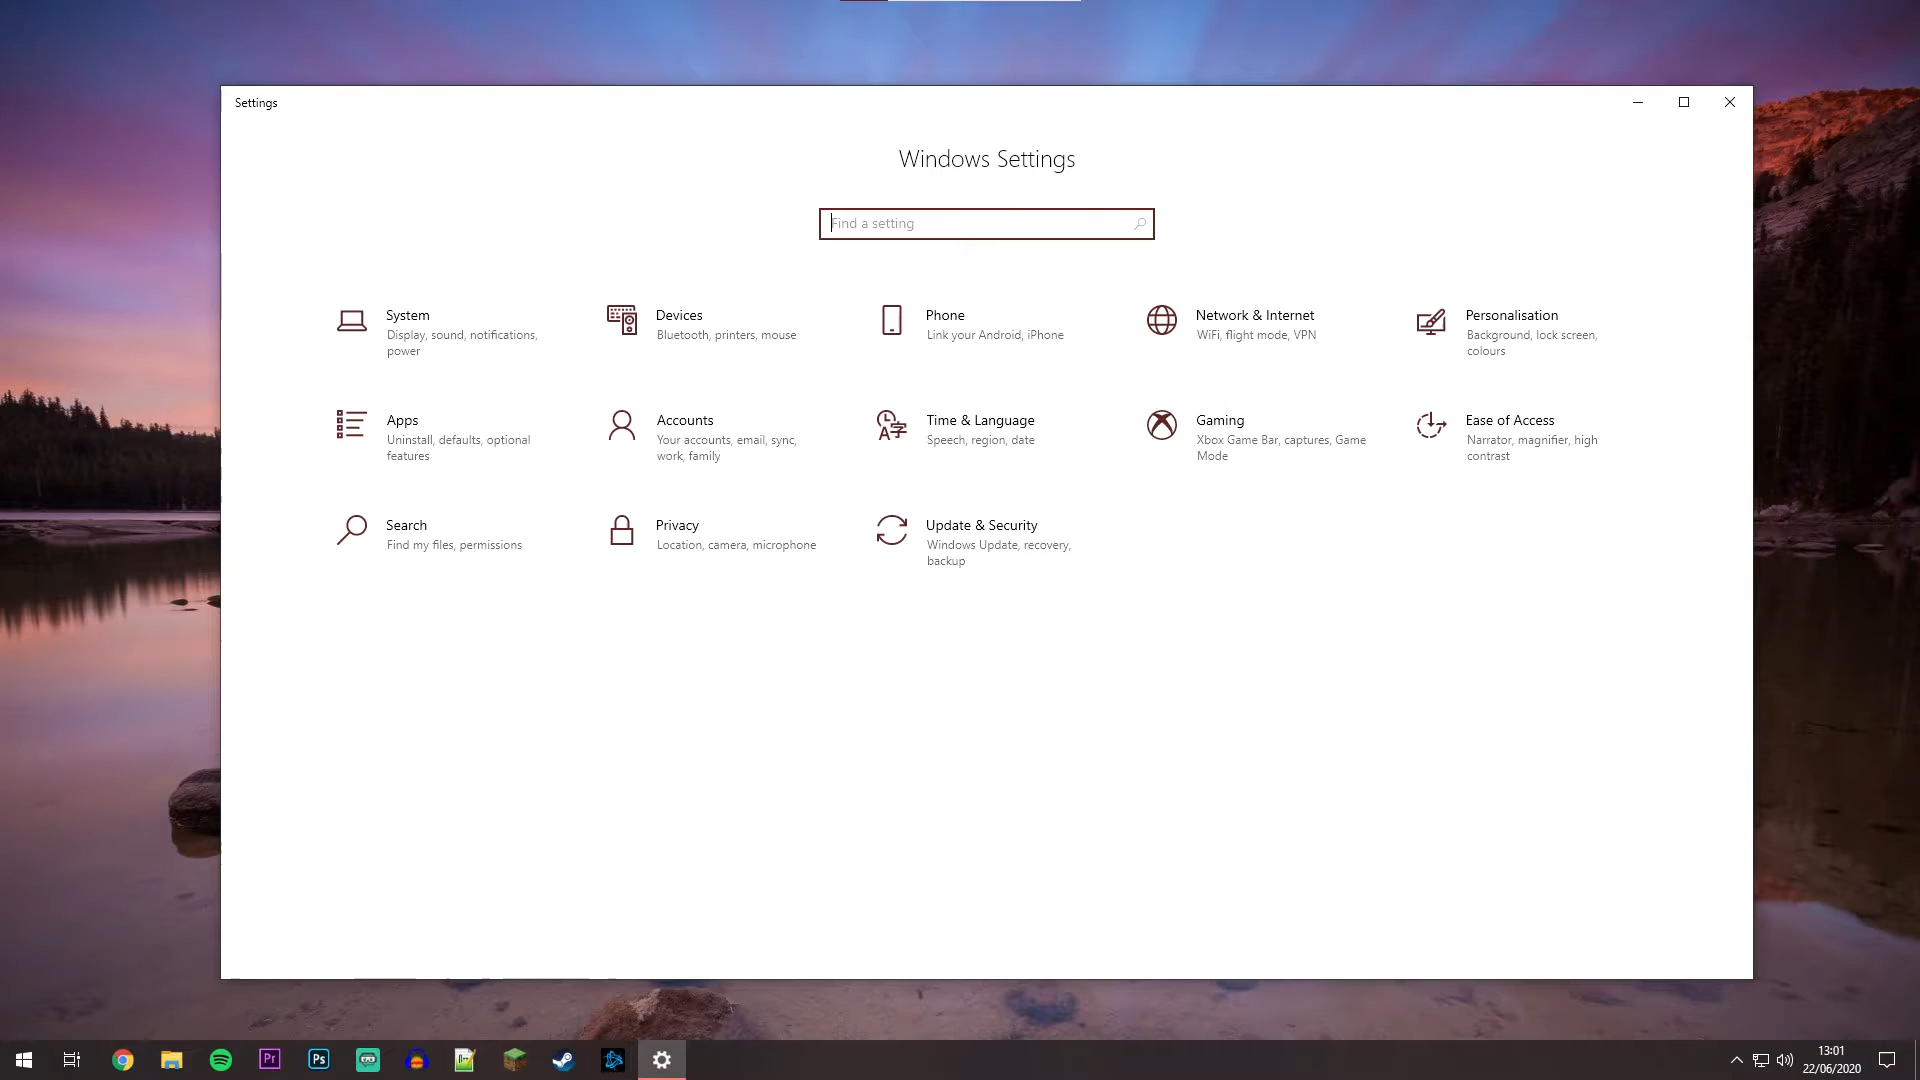 Settings
Windows Settings
Find a setting
System
Display, sound, notifications,
power
Devices
Bluetooth, printers, mouse
Phone
Link your Android, iPhone
Network & Internet
WiFi, flight mode, VPN
Personalisation
Background, lock screen,
colours
Apps
Uninstall, defaults, optional
features
Accounts
Your accounts, email, sync,
work, family
Time & Language
Speech, region, date
Gaming
Xbox Game Bar, captures, Game
Mode
Ease of Access
Narrator, magnifier, high
contrast
Search
Find my files, permissions
Privacy
Location, camera, microphone
Update & Security
Windows Update, recovery,
backup
Pr
Ps
13:01
22/06/2020